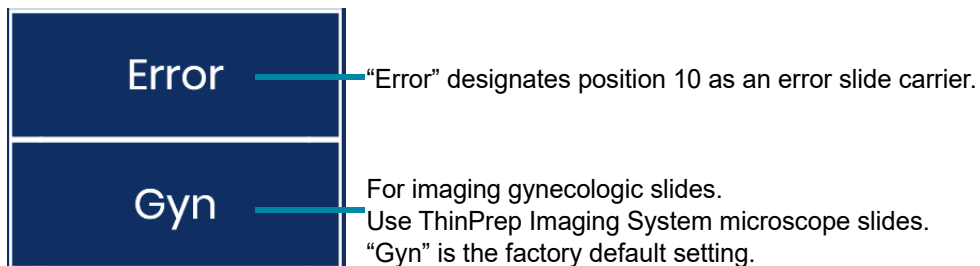 Error
“Error” designates position 10 as an error slide carrier.
Gyn
For imaging gynecologic slides.
Use ThinPrep Imaging System microscope slides.
“Gyn” is the factory default setting.